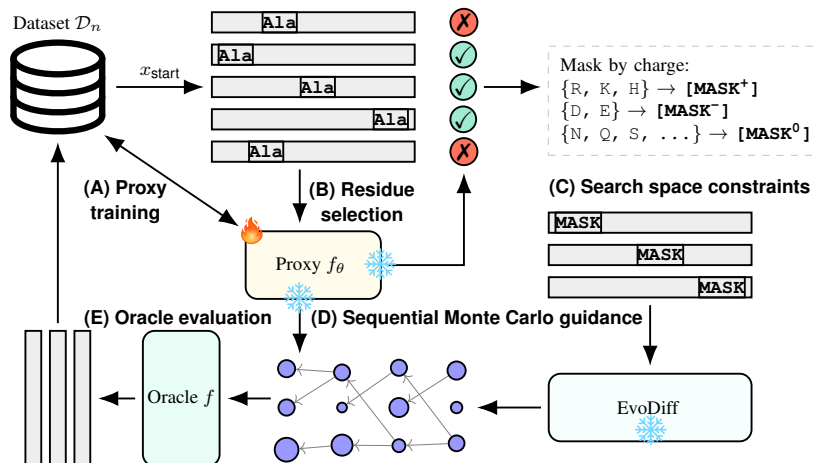 Dataset 𝒟ₙ
x_start
Ala
Ala
Ala
Ala
Ala
✗
✓
✓
✓
✗
Mask by charge:
{R, K, H} → [MASK⁺]
{D, E} → [MASK⁻]
{N, Q, S, ...} → [MASK⁰]
(A) Proxy
training
(B) Residue
selection
(C) Search space constraints
MASK
MASK
MASK
Proxy f_θ
(E) Oracle evaluation
(D) Sequential Monte Carlo guidance
Oracle f
EvoDiff